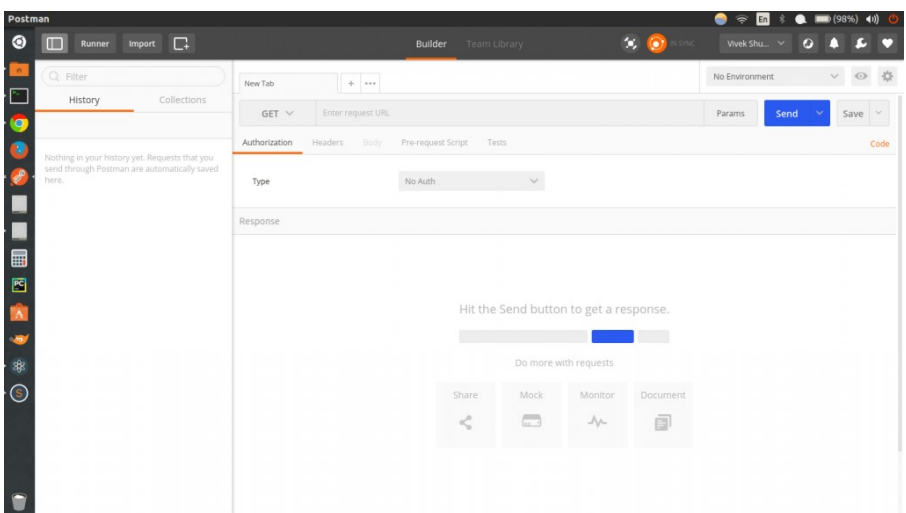 Postman
En
(98%)
Runner
Import
Builder
Team Library
IN SYNC
Vivek Shu...
Filter
History
Collections
Nothing in your history yet. Requests that you
send through Postman are automatically saved
here.
New Tab
+
•••
No Environment
GET
Enter request URL
Params
Send
Save
Authorization
Headers
Body
Pre-request Script
Tests
Code
Type
No Auth
Response
Hit the Send button to get a response.
Do more with requests
Share
Mock
Monitor
Document
PC
A
S